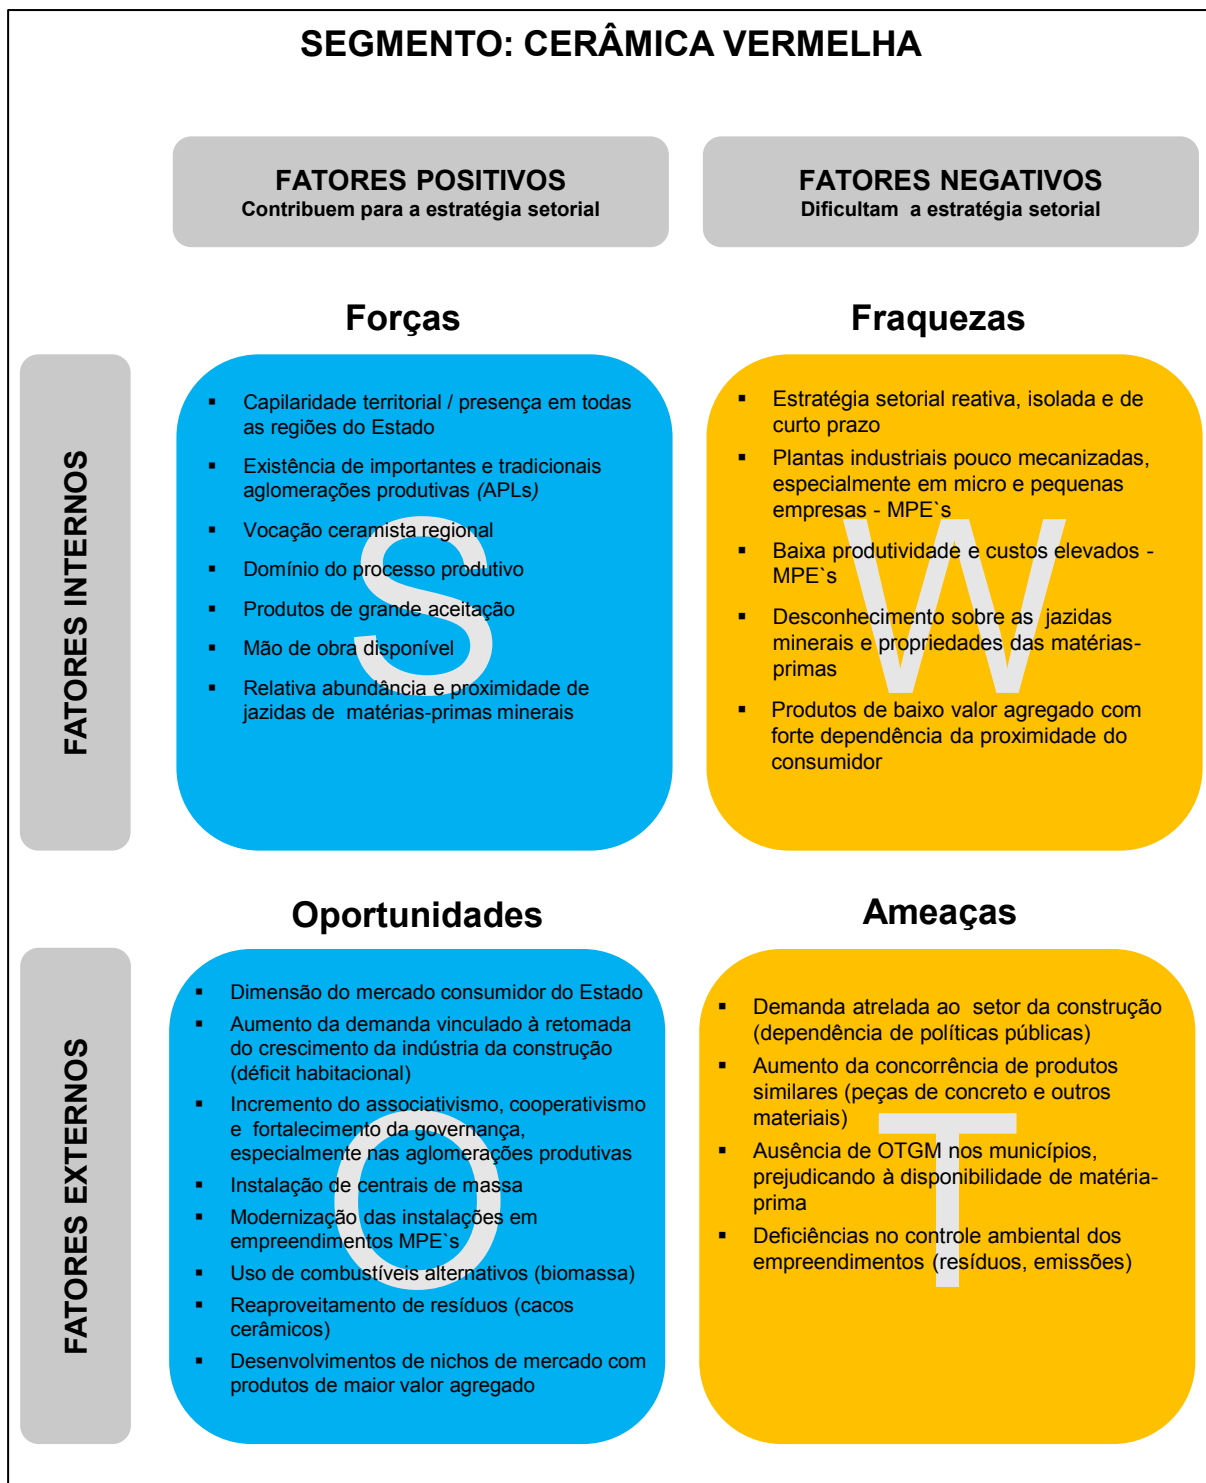 SEGMENTO: CERÂMICA VERMELHA
FATORES POSITIVOS
Contribuem para a estratégia setorial
FATORES NEGATIVOS
Dificultam a estratégia setorial
FATORES INTERNOS
Forças
S
▪ Capilaridade territorial / presença em todas
as regiões do Estado
▪ Existência de importantes e tradicionais
aglomerações produtivas (APLs)
▪ Vocação ceramista regional
▪ Domínio do processo produtivo
▪ Produtos de grande aceitação
▪ Mão de obra disponível
▪ Relativa abundância e proximidade de
jazidas de matérias-primas minerais
Fraquezas
W
▪ Estratégia setorial reativa, isolada e de
curto prazo
▪ Plantas industriais pouco mecanizadas,
especialmente em micro e pequenas
empresas - MPE`s
▪ Baixa produtividade e custos elevados -
MPE`s
▪ Desconhecimento sobre as jazidas
minerais e propriedades das matérias-
primas
▪ Produtos de baixo valor agregado com
forte dependência da proximidade do
consumidor
FATORES EXTERNOS
Oportunidades
O
▪ Dimensão do mercado consumidor do Estado
▪ Aumento da demanda vinculado à retomada
do crescimento da indústria da construção
(déficit habitacional)
▪ Incremento do associativismo, cooperativismo
e fortalecimento da governança,
especialmente nas aglomerações produtivas
▪ Instalação de centrais de massa
▪ Modernização das instalações em
empreendimentos MPE`s
▪ Uso de combustíveis alternativos (biomassa)
▪ Reaproveitamento de resíduos (cacos
cerâmicos)
▪ Desenvolvimentos de nichos de mercado com
produtos de maior valor agregado
Ameaças
T
▪ Demanda atrelada ao setor da construção
(dependência de políticas públicas)
▪ Aumento da concorrência de produtos
similares (peças de concreto e outros
materiais)
▪ Ausência de OTGM nos municípios,
prejudicando à disponibilidade de matéria-
prima
▪ Deficiências no controle ambiental dos
empreendimentos (resíduos, emissões)